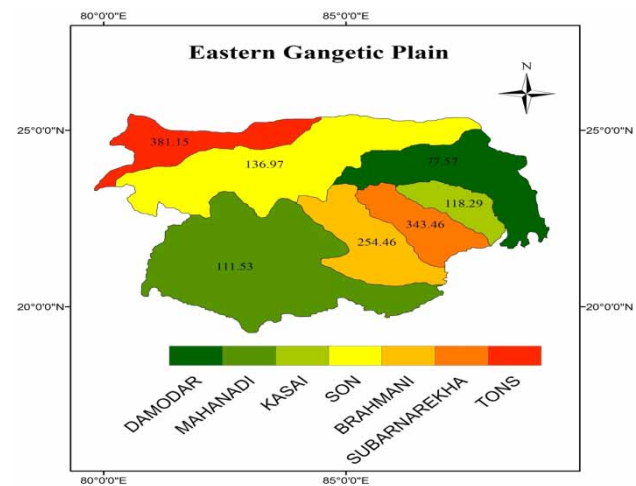 80°0'0"E 85°0'0"E
Eastern Gangetic Plain
N
25°0'0"N 25°0'0"N
381.15
77.57
136.97
118.29
343.46
254.46
111.53
20°0'0"N 20°0'0"N
DAMODAR
MAHANADI
KASAI
SON
BRAHMANI
SUBARNAREKHA
TONS
80°0'0"E 85°0'0"E